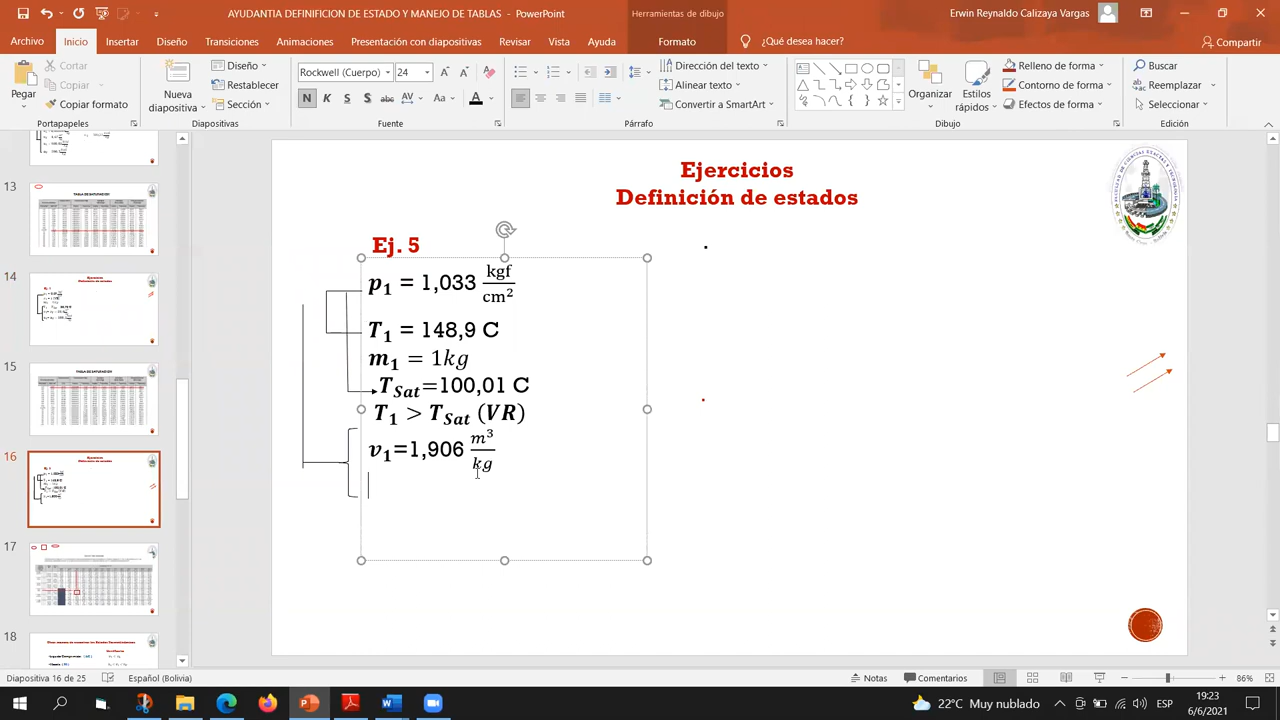 AYUDANTIA DEFINICION DE ESTADO Y MANEJO DE TABLAS - PowerPoint
Herramientas de dibujo
Erwin Reynaldo Calizaya Vargas
Archivo Inicio Insertar Diseño Transiciones Animaciones Presentación con diapositivas Revisar Vista Ayuda Formato ¿Qué desea hacer? Compartir
Pegar
Cortar
Copiar
Copiar formato
Portapapeles
Nueva diapositiva
Diseño
Restablecer
Sección
Diapositivas
Rockwell (Cuerpo) 24
N K S S abc AV Aa A
Fuente
Dirección del texto
Alinear texto
Convertir a SmartArt
Párrafo
Organizar
Estilos rápidos
Relleno de forma
Contorno de forma
Efectos de forma
Dibujo
Buscar
Reemplazar
Seleccionar
Edición
13
14
15
16
17
18
Ejercicios
Definición de estados
Ej. 5
p₁ = 1,033 kgf/cm²
T₁ = 148,9 C
m₁ = 1kg
T_Sat=100,01 C
T₁ > T_Sat (VR)
v₁=1,906 m³/kg
Diapositiva 16 de 25 Español (Bolivia) Notas Comentarios 86%
22°C Muy nublado ESP 19:23
6/6/2021